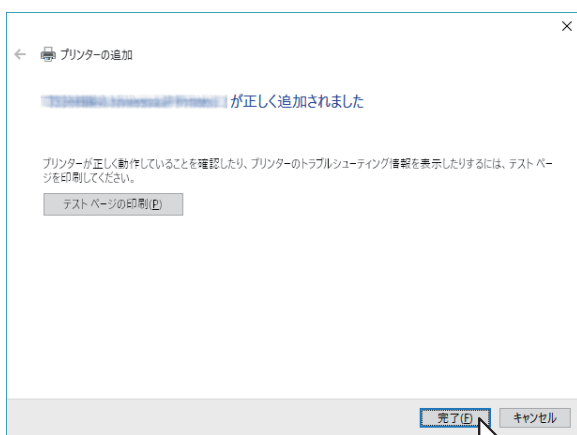 プリンターの追加
が正しく追加されました
プリンターが正しく動作していることを確認したり、プリンターのトラブルシューティング情報を表示したりするには、テスト ペー
ジを印刷してください。
テスト ページの印刷(P)
完了(F)
キャンセル